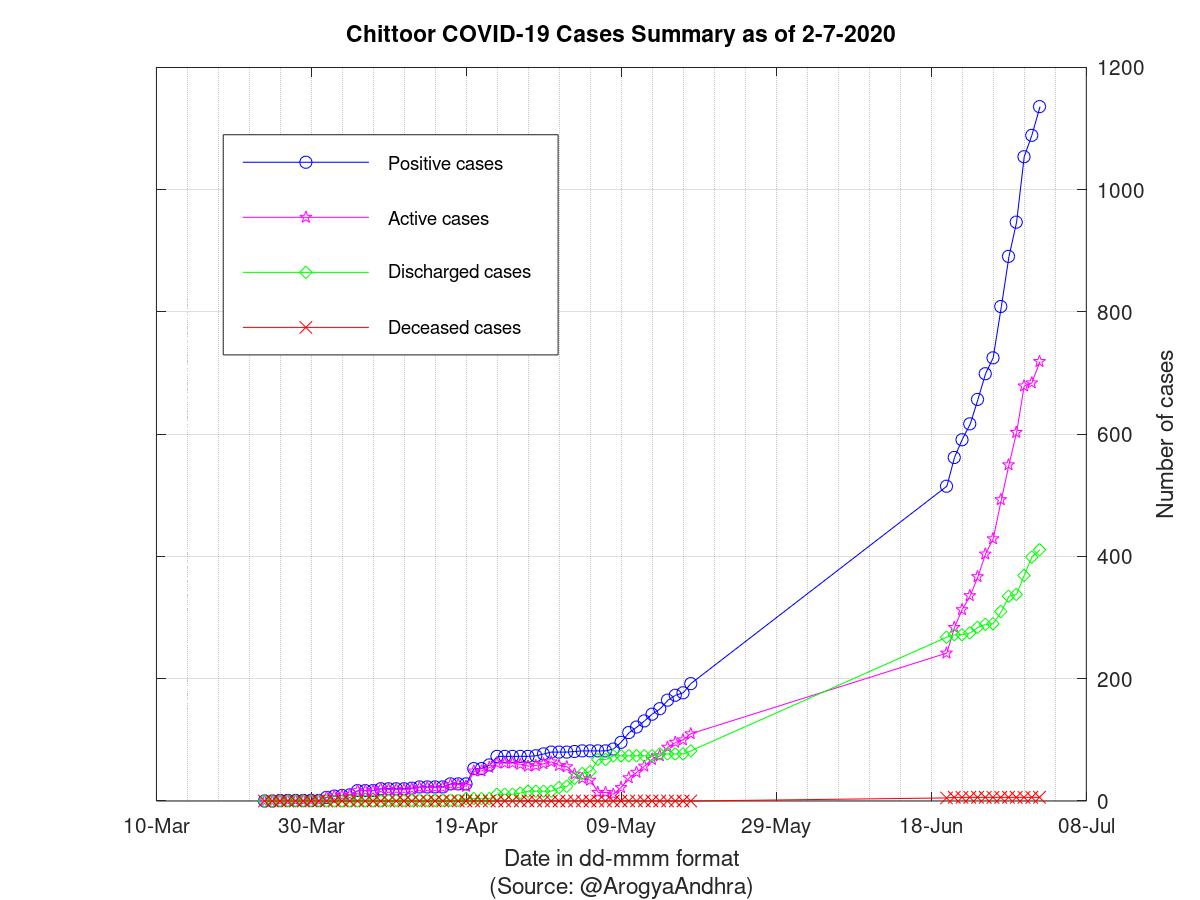 Chittoor COVID-19 Cases Summary as of 2-7-2020
Positive cases
Active cases
Discharged cases
Deceased cases
1200
1000
800
600
400
200
0
Number of cases
10-Mar 30-Mar 19-Apr 09-May 29-May 18-Jun 08-Jul
Date in dd-mmm format
(Source: @ArogyaAndhra)